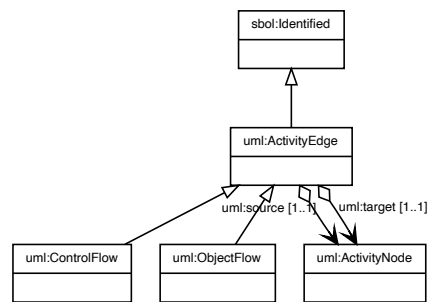 sbol:Identified
uml:ActivityEdge
uml:source [1..1]
uml:target [1..1]
uml:ControlFlow
uml:ObjectFlow
uml:ActivityNode